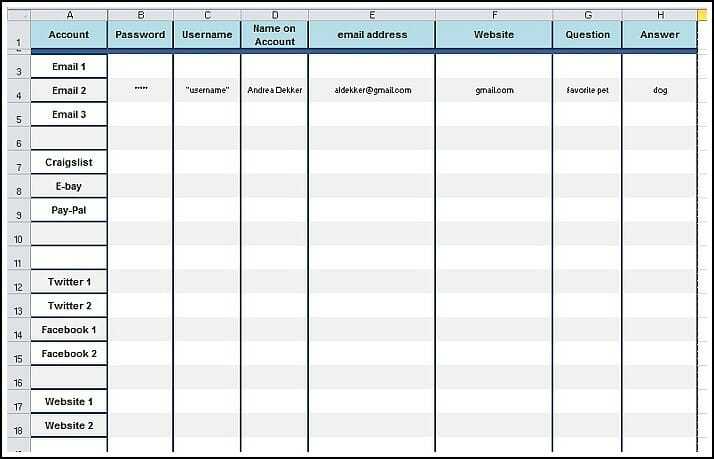 A B C D E F G H
1 Account Password Username Name on Account email address Website Question Answer
3 Email 1
4 Email 2 ***** "username" Andrea Dekker aldekker@gmail.com gmail.com favorite pet dog
5 Email 3
6
7 Craigslist
8 E-bay
9 Pay-Pal
10
11
12 Twitter 1
13 Twitter 2
14 Facebook 1
15 Facebook 2
16
17 Website 1
18 Website 2